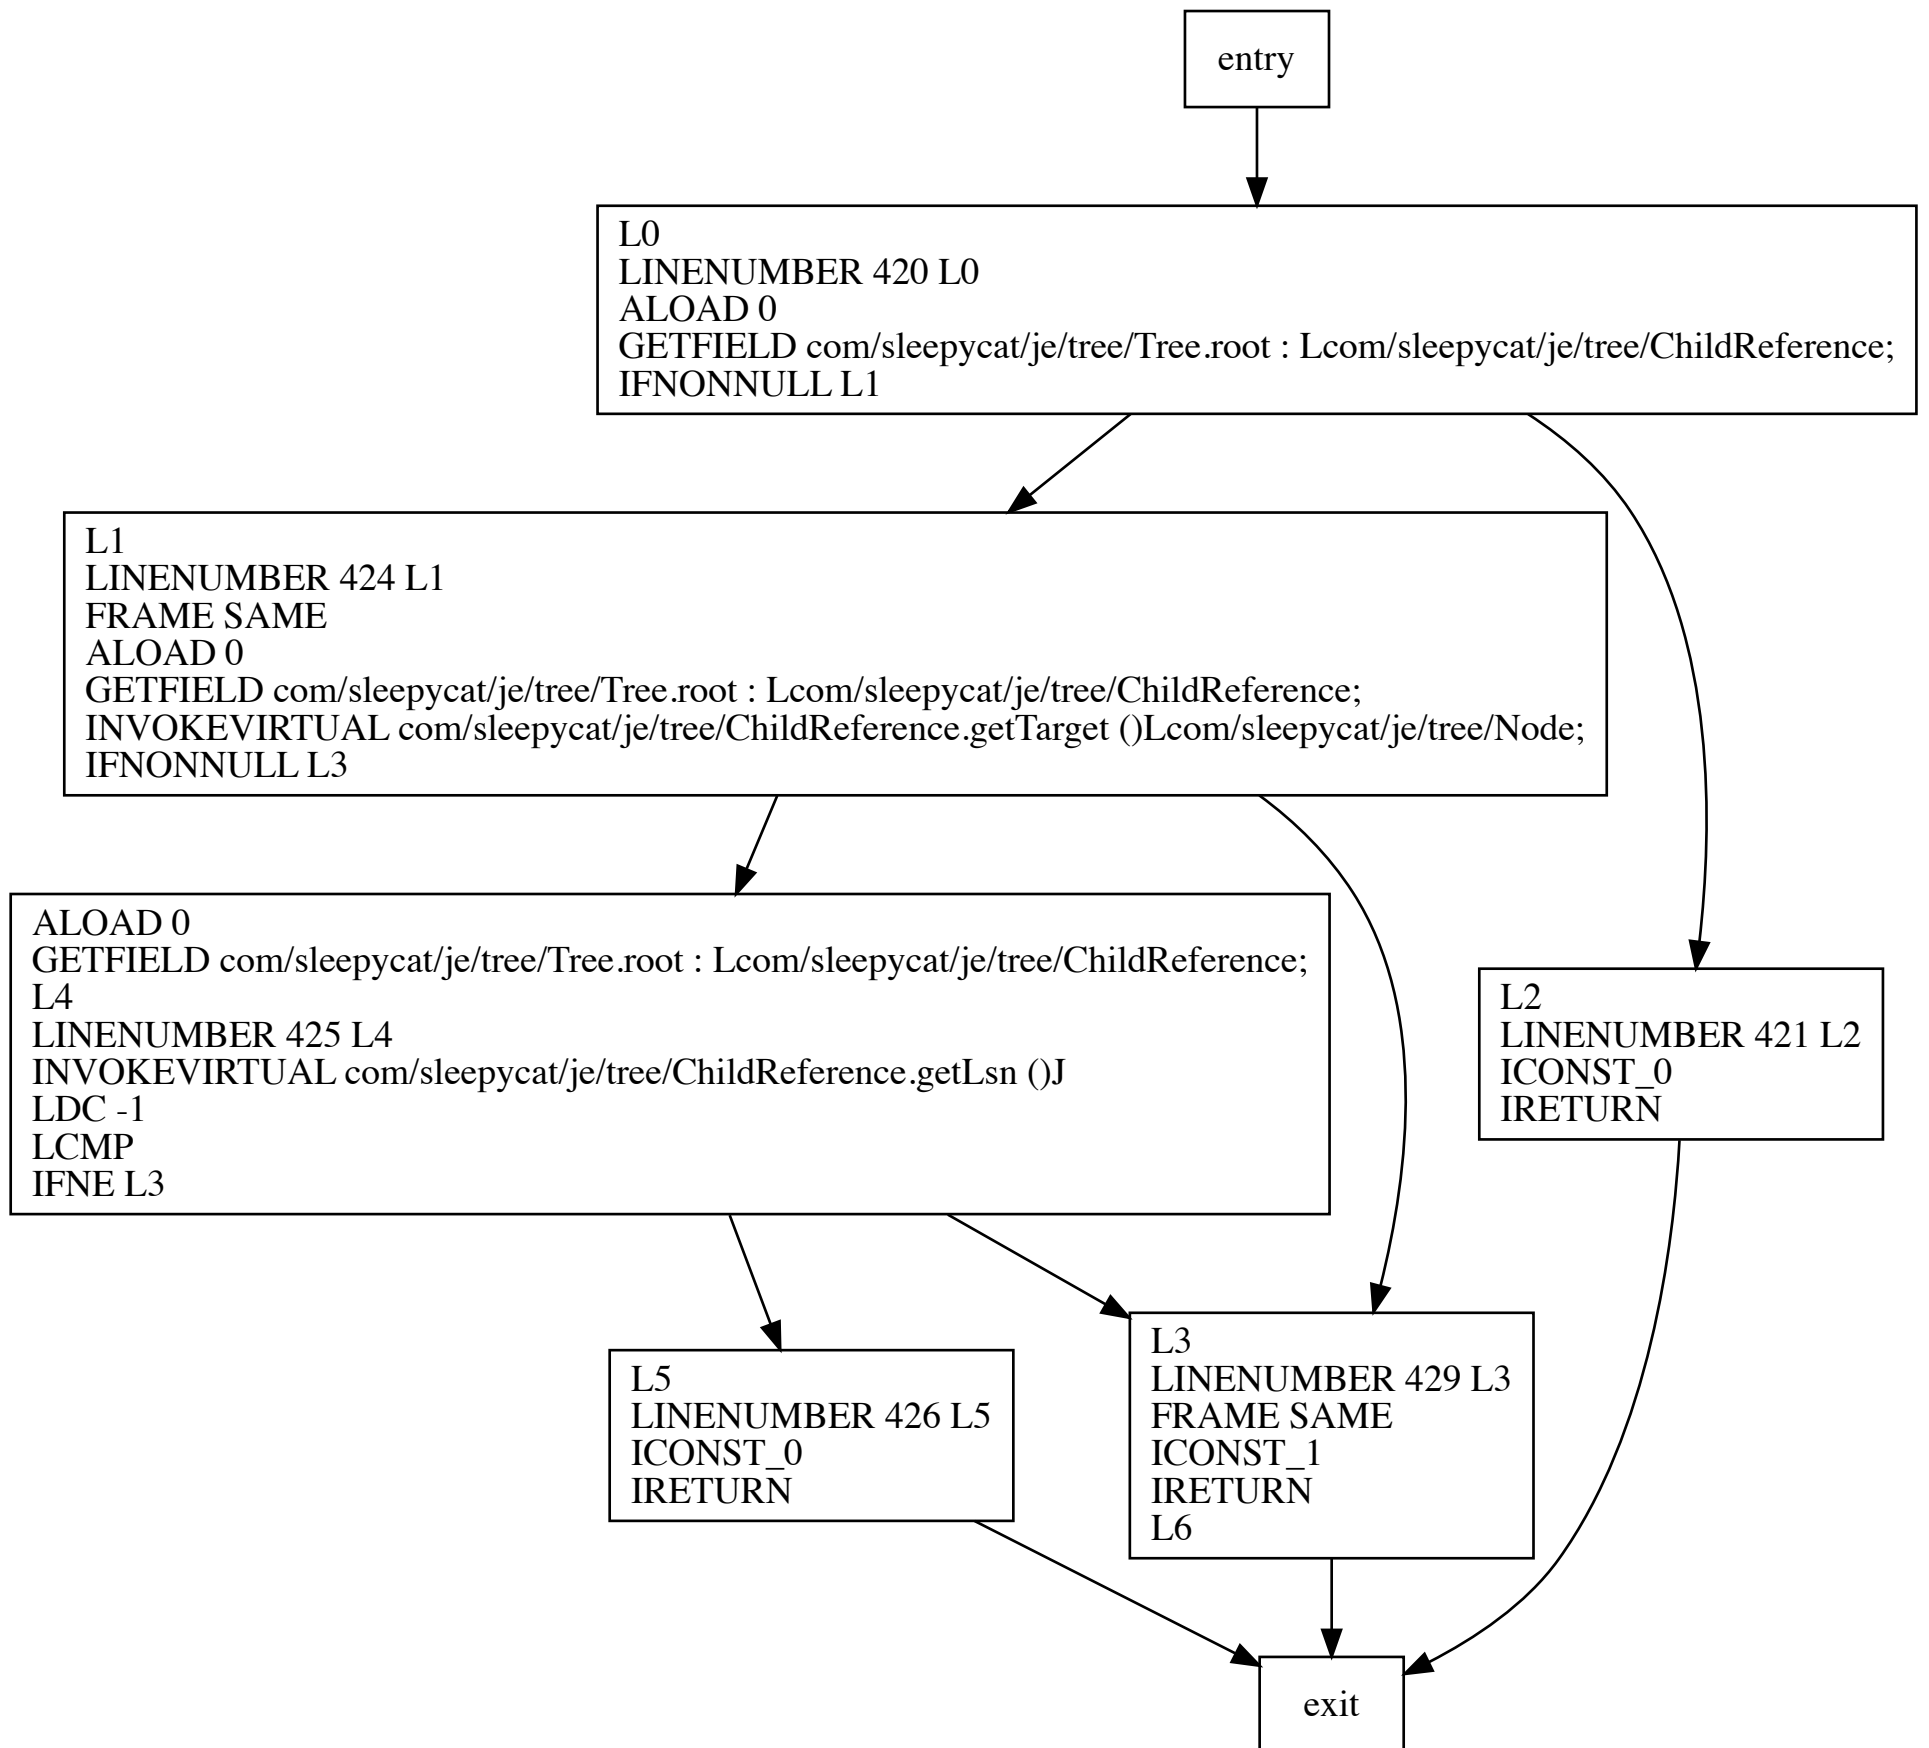 entry
L0
LINENUMBER 420 L0
ALOAD 0
GETFIELD com/sleepycat/je/tree/Tree.root : Lcom/sleepycat/je/tree/ChildReference;
IFNONNULL L1
L1
LINENUMBER 424 L1
FRAME SAME
ALOAD 0
GETFIELD com/sleepycat/je/tree/Tree.root : Lcom/sleepycat/je/tree/ChildReference;
INVOKEVIRTUAL com/sleepycat/je/tree/ChildReference.getTarget ()Lcom/sleepycat/je/tree/Node;
IFNONNULL L3
ALOAD 0
GETFIELD com/sleepycat/je/tree/Tree.root : Lcom/sleepycat/je/tree/ChildReference;
L4
LINENUMBER 425 L4
INVOKEVIRTUAL com/sleepycat/je/tree/ChildReference.getLsn ()J
LDC -1
LCMP
IFNE L3
L2
LINENUMBER 421 L2
ICONST_0
IRETURN
L5
LINENUMBER 426 L5
ICONST_0
IRETURN
L3
LINENUMBER 429 L3
FRAME SAME
ICONST_1
IRETURN
L6
exit